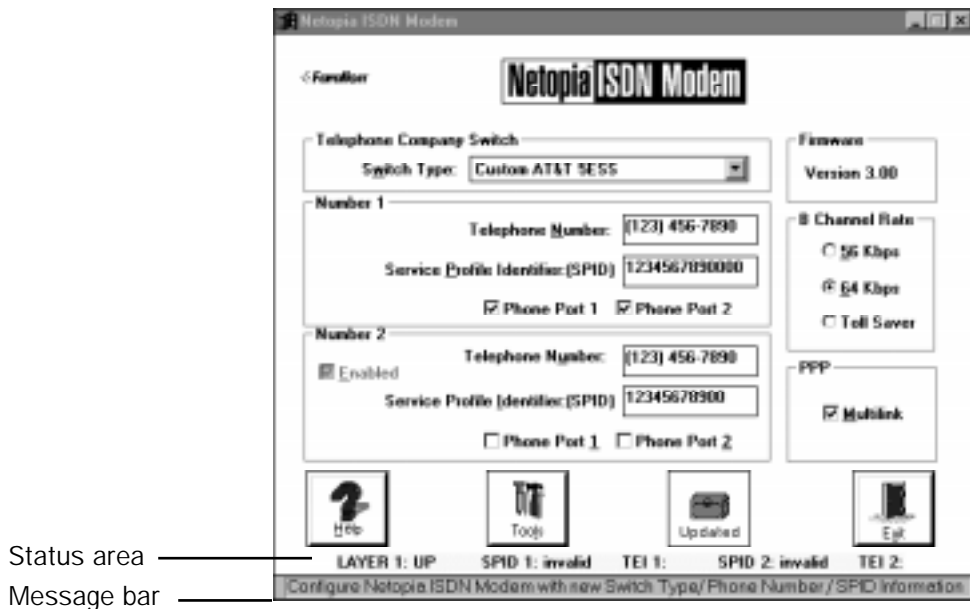 Netopia ISDN Modem
Farallon
Netopia ISDN Modem
Telephone Company Switch
Switch Type: Custom AT&T 5ESS
Firmware
Version 3.00
Number 1
Telephone Number: (123) 456-7890
Service Profile Identifier:(SPID) 1234567890000
Phone Port 1 Phone Port 2
B Channel Rate
56 Kbps
64 Kbps
Toll Saver
Number 2
Enabled
Telephone Number: (123) 456-7890
Service Profile Identifier:(SPID) 12345678900
Phone Port 1 Phone Port 2
PPP
Multilink
Help
Tools
Updated
Exit
Status area
LAYER 1: UP SPID 1: invalid TEI 1: SPID 2: invalid TEI 2:
Message bar
Configure Netopia ISDN Modem with new Switch Type/ Phone Number / SPID Information